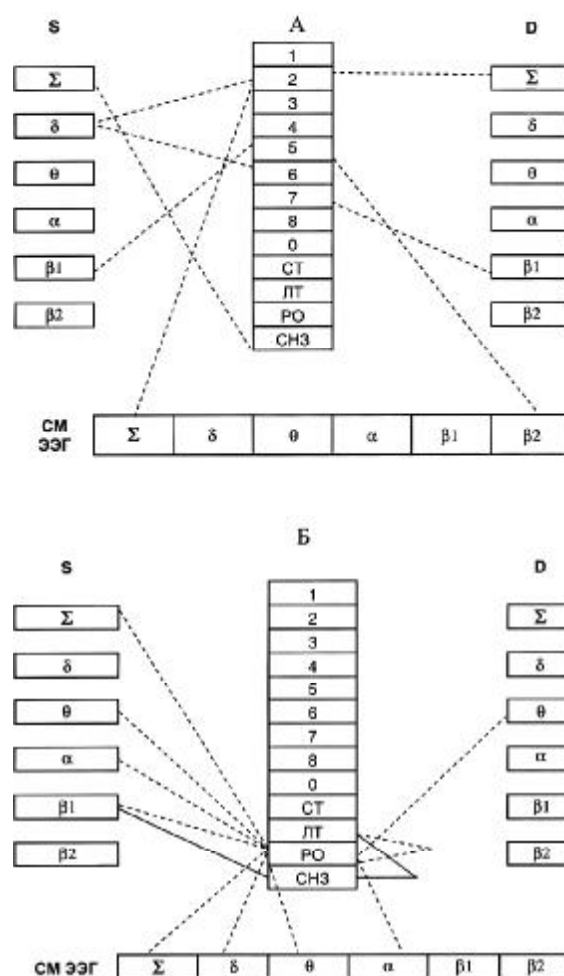 А
S D
1
Σ 2 Σ
3
δ 4 δ
5
θ 6 θ
7
α 8 α
0
β1 СТ β1
ЛТ
β2 РО β2
СНЗ
СМ ЭЭГ Σ δ θ α β1 β2
Б
S D
1
Σ 2 Σ
3
δ 4 δ
5
θ 6 θ
7
α 8 α
0
β1 СТ β1
ЛТ
β2 РО β2
СНЗ
СМ ЭЭГ Σ δ θ α β1 β2